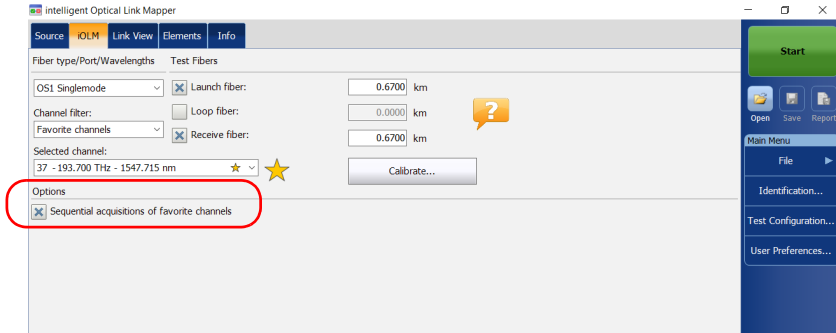 intelligent Optical Link Mapper
Source iOLM Link View Elements Info
Fiber type/Port/Wavelengths Test Fibers
OS1 Singlemode
Launch fiber: 0.6700 km
Channel filter:
Loop fiber: 0.0000 km
Favorite channels
Receive fiber: 0.6700 km
Selected channel:
37 - 193.700 THz - 1547.715 nm
Calibrate...
Options
Sequential acquisitions of favorite channels
Start
Open Save Report
Main Menu
File
Identification...
Test Configuration...
User Preferences...